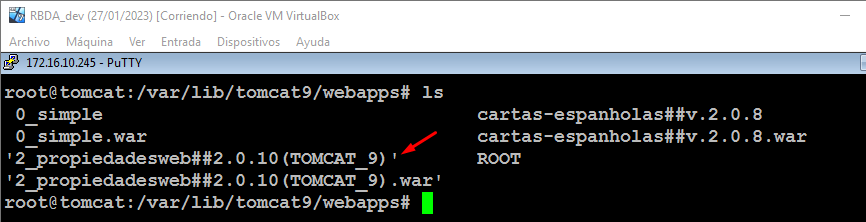 RBDA_dev (27/01/2023) [Corriendo] - Oracle VM VirtualBox
Archivo Máquina Ver Entrada Dispositivos Ayuda
172.16.10.245 - PuTTY
root@tomcat:/var/lib/tomcat9/webapps# ls
0_simple cartas-espanholas##v.2.0.8
0_simple.war cartas-espanholas##v.2.0.8.war
'2_propiedadesweb##2.0.10(TOMCAT_9)' ROOT
'2_propiedadesweb##2.0.10(TOMCAT_9).war'
root@tomcat:/var/lib/tomcat9/webapps#